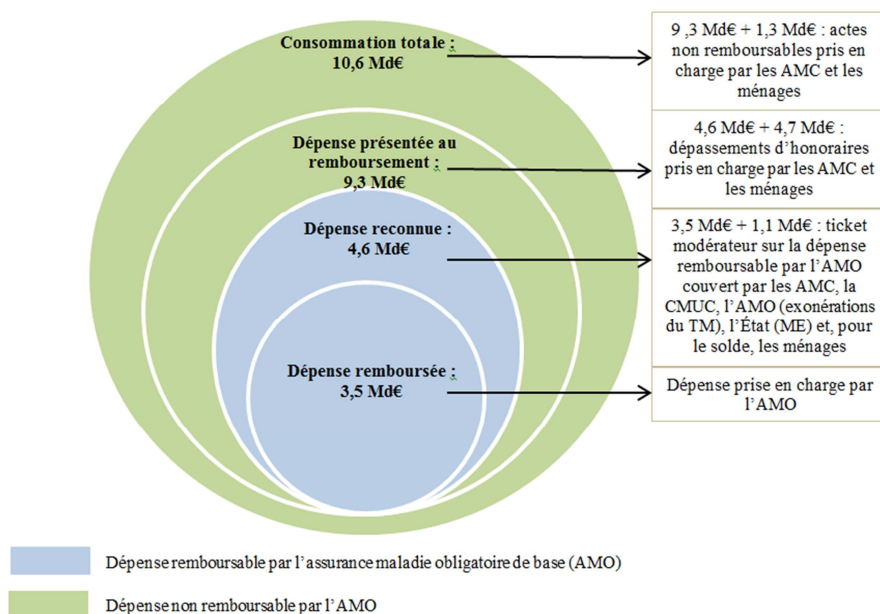 Consommation totale :
10,6 Md€
9 ,3 Md€ + 1,3 Md€ : actes
non remboursables pris en
charge par les AMC et les
ménages
Dépense présentée au
remboursement :
9,3 Md€
4,6 Md€ + 4,7 Md€ :
dépassements d’honoraires
pris en charge par les AMC et
les ménages
Dépense reconnue :
4,6 Md€
3,5 Md€ + 1,1 Md€ : ticket
modérateur sur la dépense
remboursable par l’AMO
couvert par les AMC, la
CMUC, l’AMO (exonérations
du TM), l’État (ME) et, pour
le solde, les ménages
Dépense remboursée :
3,5 Md€
Dépense prise en charge par
l’AMO
Dépense remboursable par l’assurance maladie obligatoire de base (AMO)
Dépense non remboursable par l’AMO